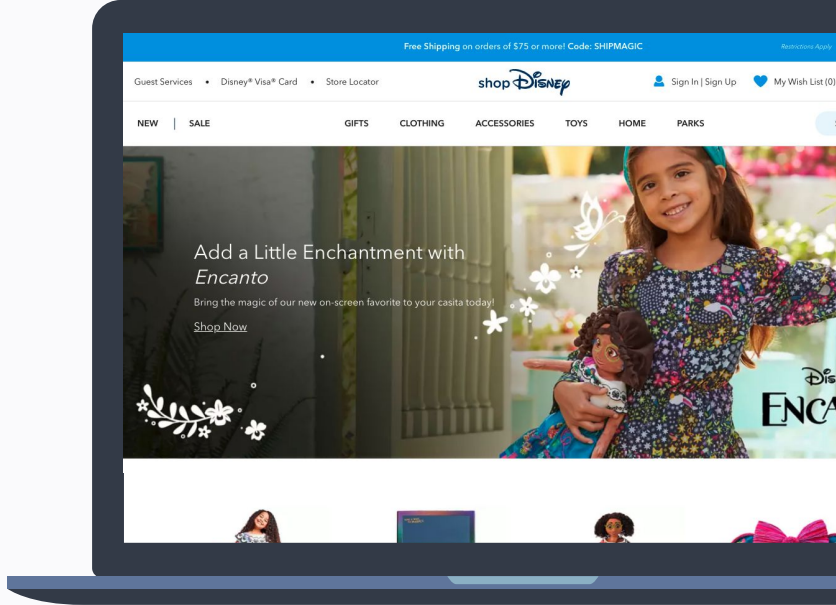 Free Shipping on orders of $75 or more! Code: SHIPMAGIC Restrictions Apply
Guest Services • Disney® Visa® Card • Store Locator shop Disney Sign In | Sign Up My Wish List (0)
NEW | SALE GIFTS CLOTHING ACCESSORIES TOYS HOME PARKS
Add a Little Enchantment with
Encanto
Bring the magic of our new on-screen favorite to your casita today!
Shop Now
Dis
ENCA